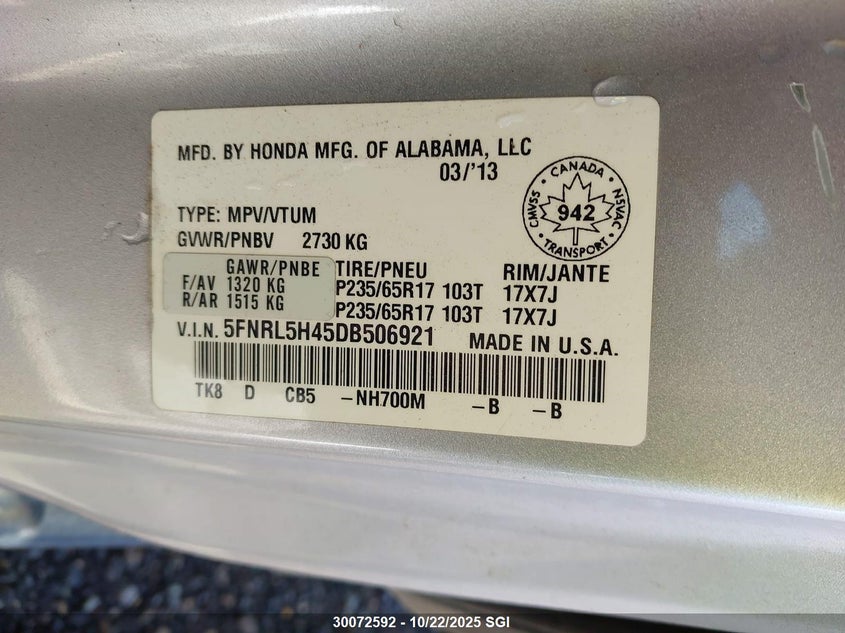 MFD. BY HONDA MFG. OF ALABAMA, LLC
03/'13
TYPE: MPV/VTUM
GVWR/PNBV 2730 KG
CANADA
CMVSS 942 NSVAC
TRANSPORT
GAWR/PNBE TIRE/PNEU RIM/JANTE
F/AV 1320 KG P235/65R17 103T 17X7J
R/AR 1515 KG P235/65R17 103T 17X7J
V.I.N. 5FNRL5H45DB506921 MADE IN U.S.A.
TK8 D CB5 -NH700M -B -B
30072592 - 10/22/2025 SGI